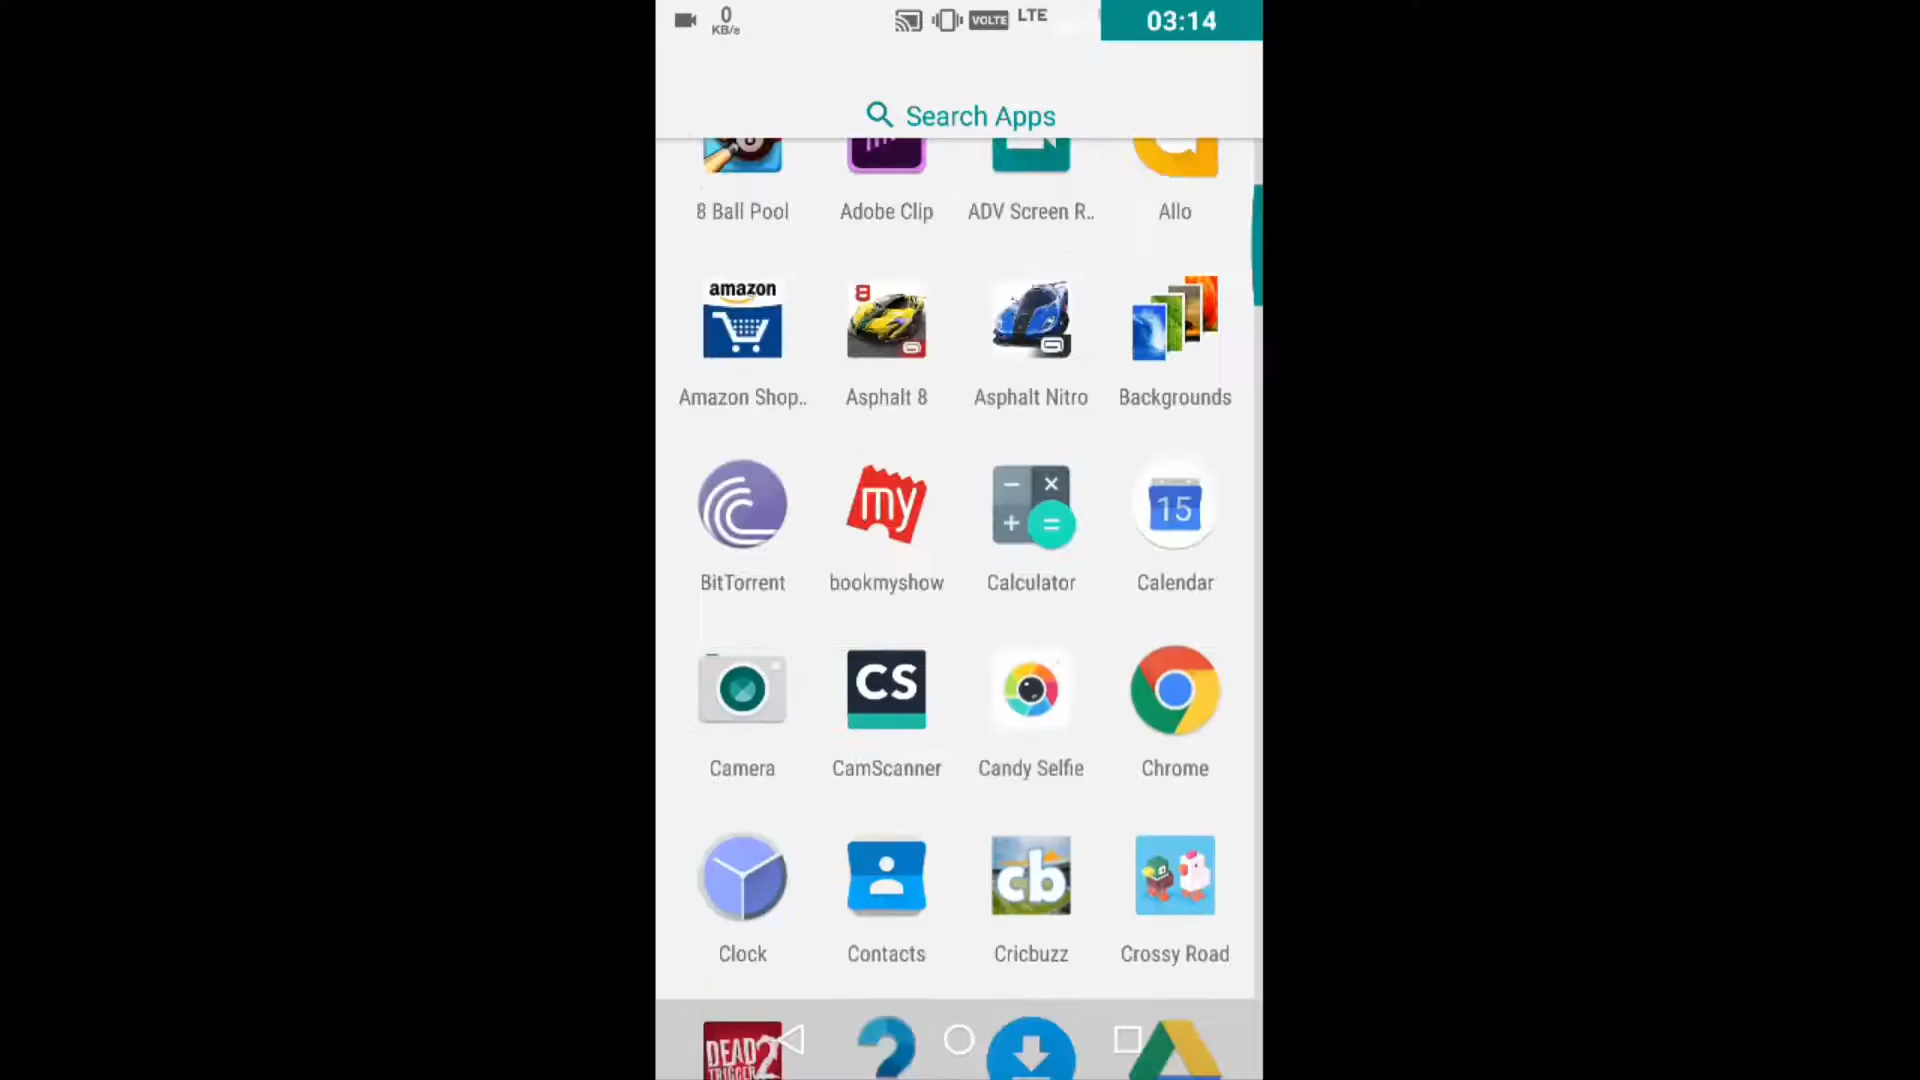 0
KB/s
VOLTE
LTE
03:14
Search Apps
8 Ball Pool
Adobe Clip
ADV Screen R..
Allo
amazon
8
Amazon Shop..
Asphalt 8
Asphalt Nitro
Backgrounds
my
15
BitTorrent
bookmyshow
Calculator
Calendar
CS
Camera
CamScanner
Candy Selfie
Chrome
cb
Clock
Contacts
Cricbuzz
Crossy Road
DEAD
TRIGGER 2